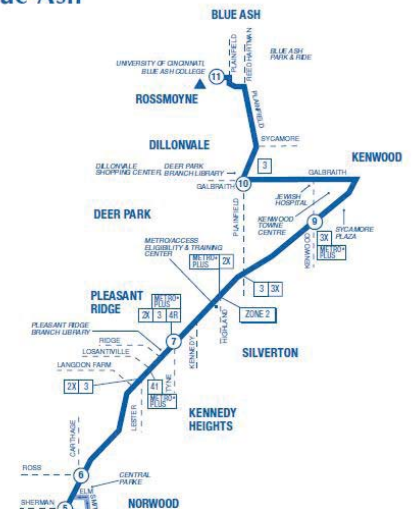 ue Ash
BLUE ASH
PLAINFIELD
REED HARTMAN
BLUE ASH
PARK & RIDE
UNIVERSITY OF CINCINNATI,
BLUE ASH COLLEGE
11
ROSSMOYNE
PLAINFIELD
SYCAMORE
DILLONVALE
KENWOOD
DILLONVALE
SHOPPING CENTER,
DEER PARK
BRANCH LIBRARY
3
GALBRAITH
GALBRAITH
10
JEWISH
HOSPITAL
KENWOOD
TOWNE
CENTRE
DEER PARK
PLAINFIELD
9
SYCAMORE
PLAZA
KENWOOD
3X
METRO•
PLUS
METRO/ACCESS
ELIGIBILITY & TRAINING
CENTER
METRO•
PLUS
2X
3
3X
PLEASANT
RIDGE
METRO•
PLUS
2X
3
4R
ZONE 2
HIGHLAND
PLEASANT RIDGE
BRANCH LIBRARY
7
KENNEDY
SILVERTON
RIDGE
LOSANTIVILLE
LANGDON FARM
2X
3
41
METRO•
PLUS
TYNE
LESTER
KENNEDY
HEIGHTS
CARTHAGE
ROSS
6
CENTRAL
PARKE
SHERMAN
5
ELM
NORWOOD